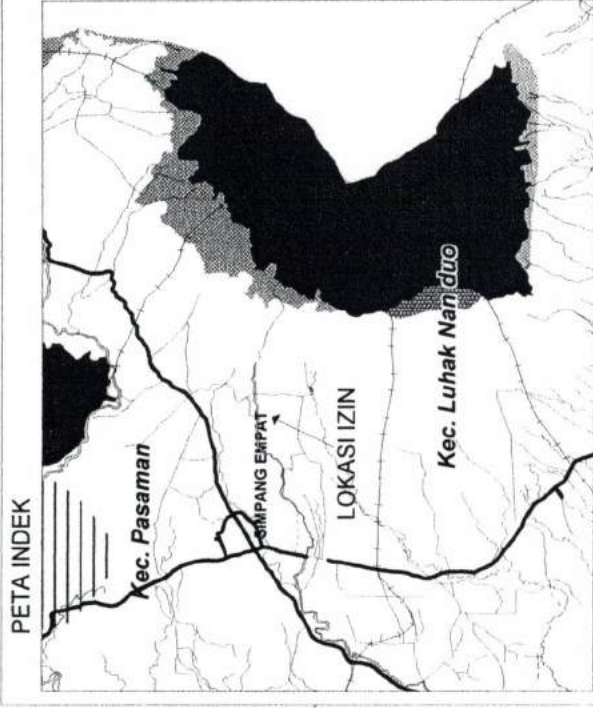 PETA INDEK
Kec. Pasaman
SIMPANG EMPAT
LOKASI IZIN
Kec. Luhak Nan duo